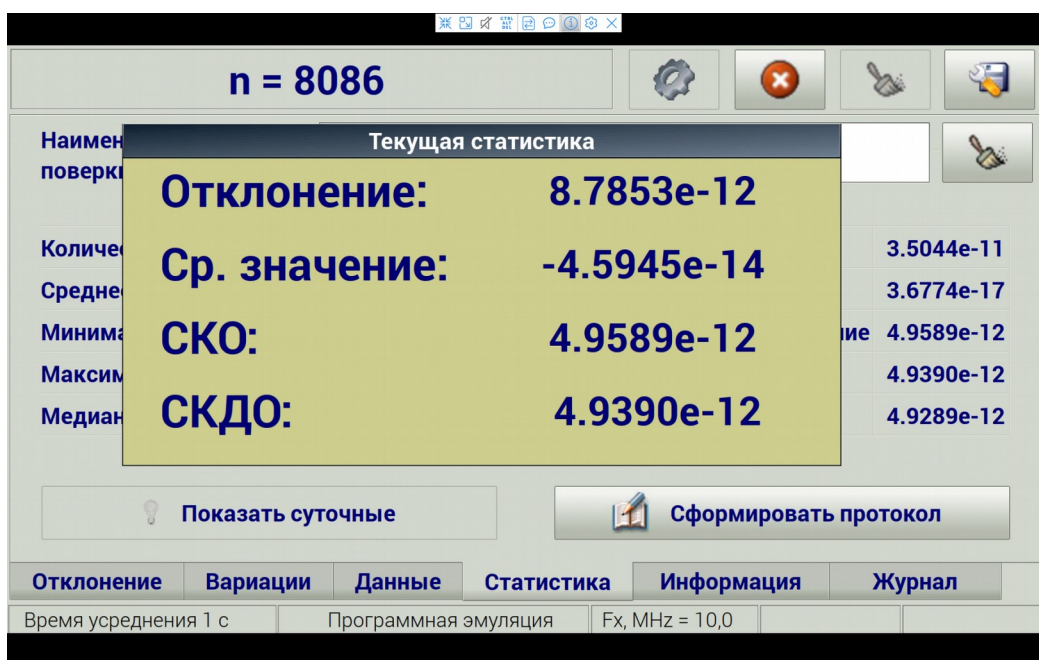 CTRL ALT DEL
n = 8086
Наимен
поверк
Текущая статистика
Отклонение: 8.7853e-12
Ср. значение: -4.5945e-14
СКО: 4.9589e-12
СКДО: 4.9390e-12
Количе 3.5044e-11
Средне 3.6774e-17
Миним ие 4.9589e-12
Максим 4.9390e-12
Медиан 4.9289e-12
Показать суточные
Сформировать протокол
Отклонение Вариации Данные Статистика Информация Журнал
Время усреднения 1 с Программная эмуляция Fx, MHz = 10,0